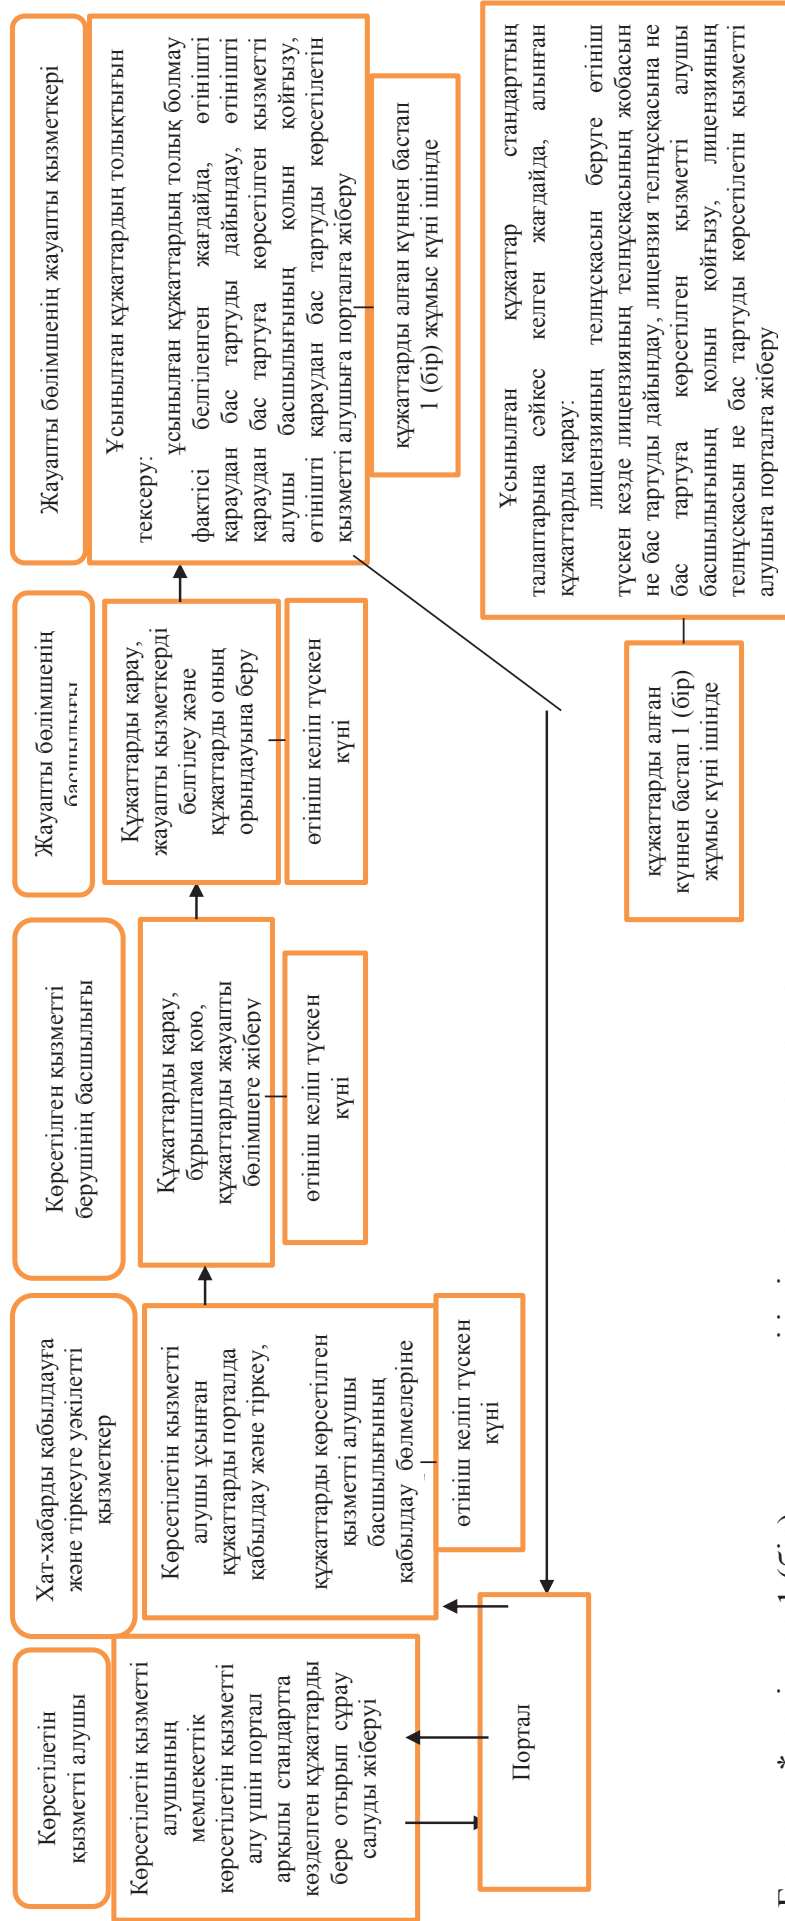 Көрсетілетін
қызметті алушы
Көрсетілетін қызметті
алушының
мемлекеттік
көрсетілетін қызметті
алу үшін портал
арқылы стандартта
көзделген құжаттарды
бере отырып сұрау
салуды жіберуі
Портал
Хат-хабарды қабылдауға
және тіркеуге уәкілетті
қызметкер
Көрсетілетін қызметті
алушы ұсынған
құжаттарды порталда
қабылдау және тіркеу,
құжаттарды көрсетілген
қызметті алушы
басшылығының
қабылдау бөлмелеріне
өтініш келіп түскен
күні
Көрсетілген қызметті
берушінің басшылығы
Құжаттарды қарау,
бұрыштама қою,
құжаттарды жауапты
бөлімшеге жіберу
өтініш келіп түскен
күні
Жауапты бөлімшенің
басшылығы
Құжаттарды қарау,
жауапты қызметкерді
белгілеу және
құжаттарды оның
орындауына беру
өтініш келіп түскен
күні
Жауапты бөлімшенің жауапты қызметкері
Ұсынылған құжаттардың толықтығын
тексеру:
ұсынылған құжаттардың толық болмау
фактісі белгіленген жағдайда, өтінішті
қараудан бас тартуды дайындау, өтінішті
қараудан бас тартуға көрсетілген қызметті
алушы басшылығының қолын қойғызу,
өтінішті қараудан бас тартуды көрсетілетін
қызметті алушыға порталға жіберу
құжаттарды алған күннен бастап
1 (бір) жұмыс күні ішінде
Ұсынылған құжаттар стандарттың
талаптарына сәйкес келген жағдайда, алынған
құжаттарды қарау:
лицензияның телнұсқасын беруге өтініш
түскен кезде лицензияның телнұсқасының жобасын
не бас тартуды дайындау, лицензия телнұсқасына не
бас тартуға көрсетілген қызметті алушы
басшылығының қолын қойғызу, лицензияның
телнұсқасын не бас тартуды көрсетілетін қызметті
алушыға порталға жіберу
құжаттарды алған
күннен бастап 1 (бір)
жұмыс күні ішінде